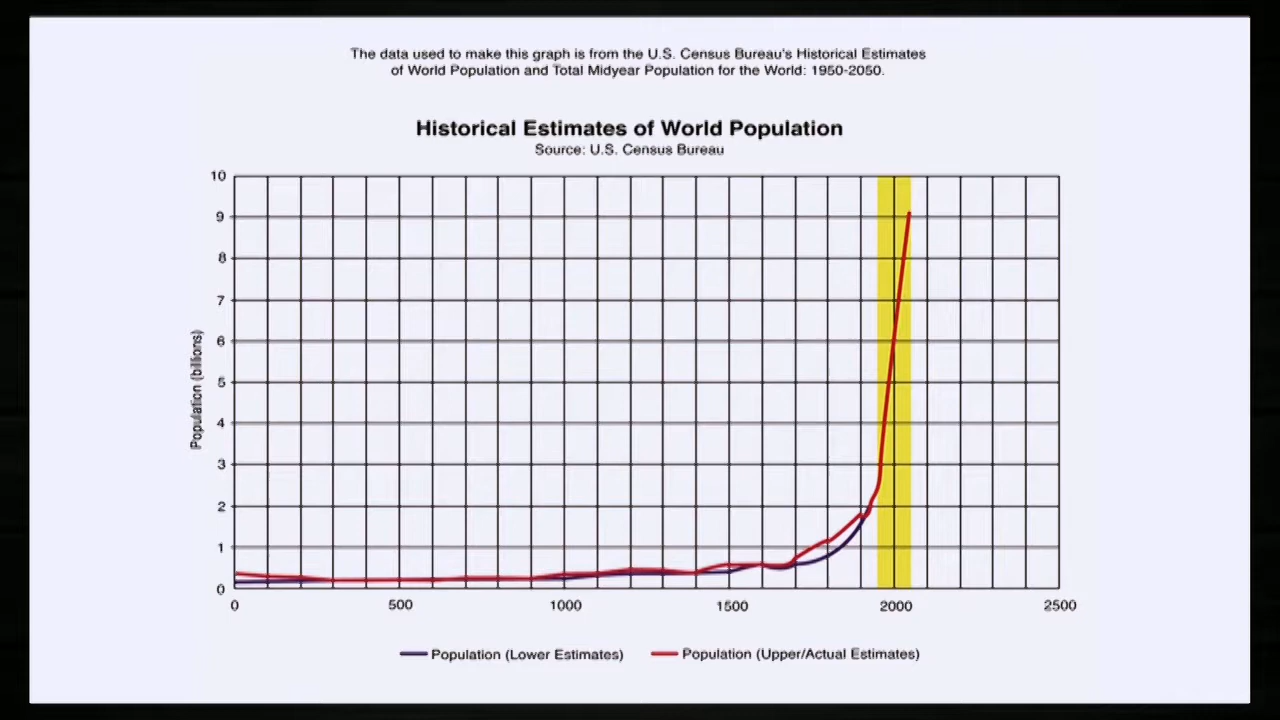 The data used to make this graph is from the U.S. Census Bureau's Historical Estimates
of World Population and Total Midyear Population for the World: 1950-2050.
Historical Estimates of World Population
Source: U.S. Census Bureau
10
9
8
7
6
5
4
3
2
1
0
Population (billions)
0 500 1000 1500 2000 2500
Population (Lower Estimates) Population (Upper/Actual Estimates)